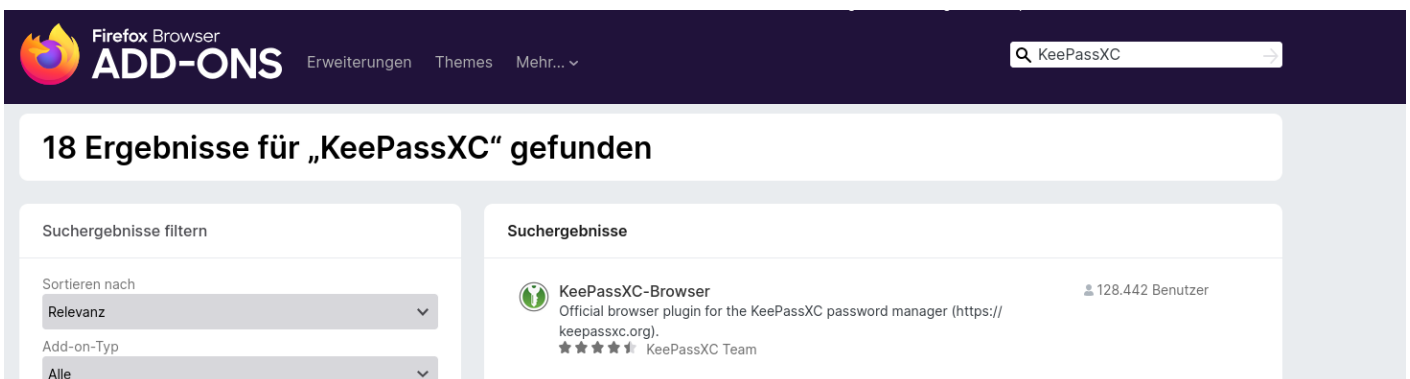 Firefox Browser
ADD-ONS
Erweiterungen Themes Mehr...
KeePassXC
18 Ergebnisse für „KeePassXC“ gefunden
Suchergebnisse filtern
Sortieren nach
Relevanz
Add-on-Typ
Alle
Suchergebnisse
KeePassXC-Browser
128.442 Benutzer
Official browser plugin for the KeePassXC password manager (https://
keepassxc.org).
KeePassXC Team